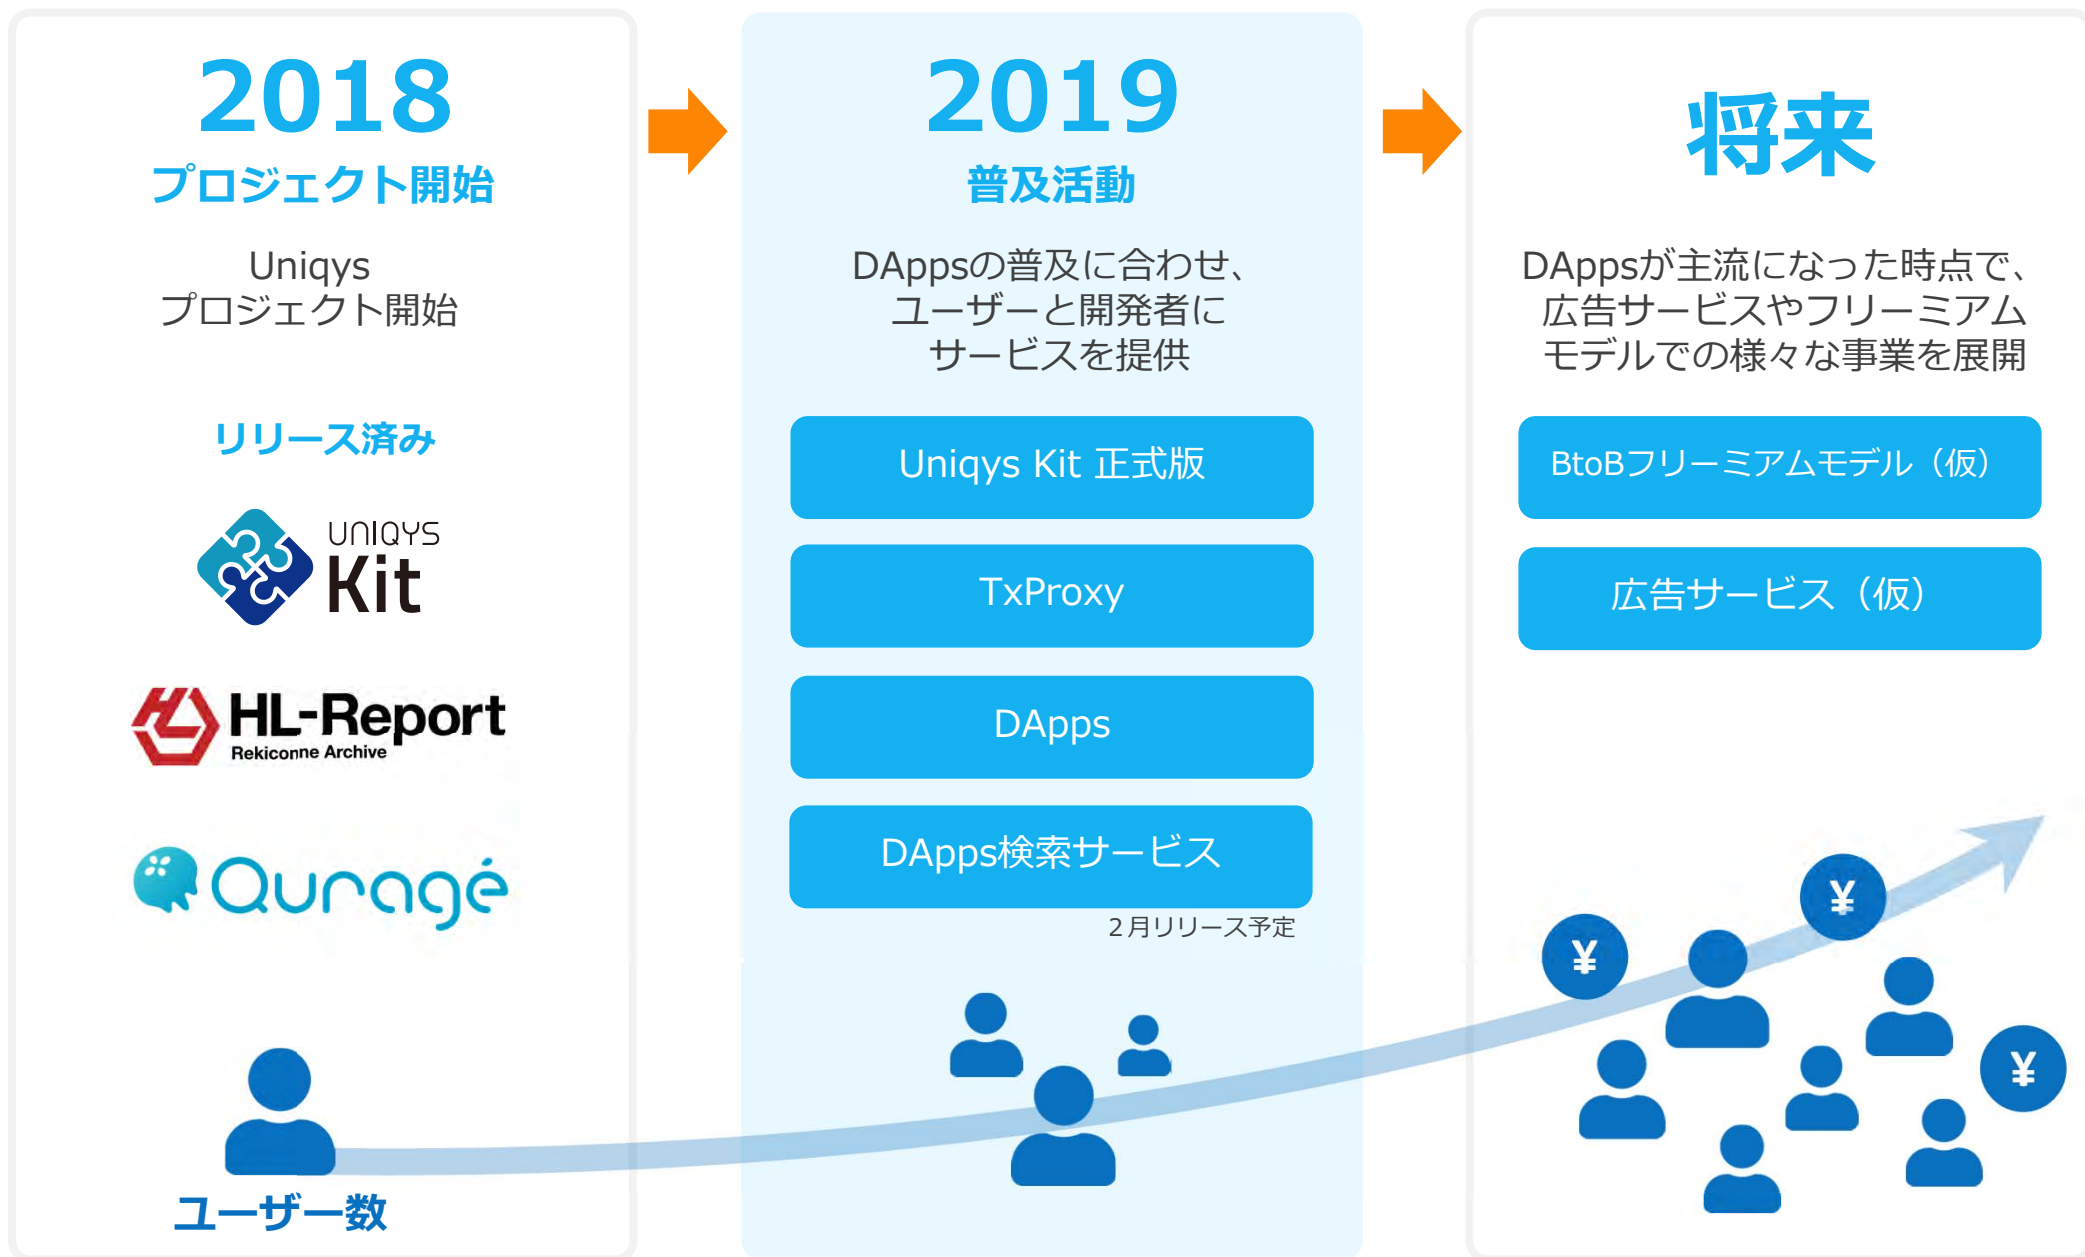 2018
プロジェクト開始
Uniqys
プロジェクト開始
リリース済み
UNIQYS
Kit
HL-Report
Rekiconne Archive
Quragé
ユーザー数
2019
普及活動
DAppsの普及に合わせ、
ユーザーと開発者に
サービスを提供
Uniqys Kit 正式版
TxProxy
DApps
DApps検索サービス
2月リリース予定
将来
DAppsが主流になった時点で、
広告サービスやフリーミアム
モデルでの様々な事業を展開
BtoBフリーミアムモデル（仮）
広告サービス（仮）
¥
¥
¥